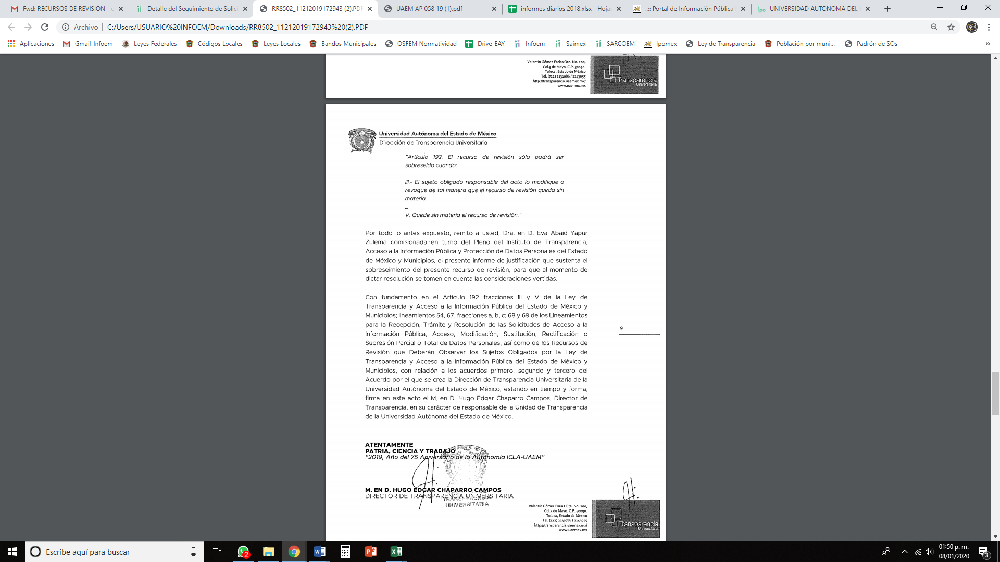 Fwd: RECURSOS DE REVISIÓN - c
Detalle del Seguimiento de Solici
RR8502_11212019172943 (2).PDF
UAEM AP 058 19 (1).pdf
informes diarios 2018.xlsx - Hoja
..:: Portal de Información Pública
UNIVERSIDAD AUTONOMA DEL
Archivo
C:/Users/USUARIO%20INFOEM/Downloads/RR8502_11212019172943%20(2).PDF
Aplicaciones
Gmail-Infoem
Leyes Federales
Códigos Locales
Leyes Locales
Bandos Municipales
OSFEM Normatividad
Drive-EAY
Infoem
Saimex
SARCOEM
Ipomex
Ley de Transparencia
Población por muni...
Padrón de SOs
»
Valentín Gómez Farías Ote. No. 200,
Col.5 de Mayo. C.P. 50090.
Toluca, Estado de México
Tel. (722) 2131086 / 2143055
http://transparencia.uaemex.mx/
www.uaemex.mx
Transparencia
Universitaria
Universidad Autónoma del Estado de México
Dirección de Transparencia Universitaria
"Artículo 192. El recurso de revisión sólo podrá ser
sobreseído cuando:
...
III.- El sujeto obligado responsable del acto lo modifique o
revoque de tal manera que el recurso de revisión queda sin
materia.
...
V. Quede sin materia el recurso de revisión."
Por todo lo antes expuesto, remito a usted, Dra. en D. Eva Abaid Yapur
Zulema comisionada en turno del Pleno del Instituto de Transparencia,
Acceso a la Información Pública y Protección de Datos Personales del Estado
de México y Municipios, el presente informe de justificación que sustenta el
sobreseimiento del presente recurso de revisión, para que al momento de
dictar resolución se tomen en cuenta las consideraciones vertidas.
Con fundamento en el Artículo 192 fracciones III y V de la Ley de
Transparencia y Acceso a la Información Pública del Estado de México y
Municipios; lineamientos 54, 67, fracciones a, b, c; 68 y 69 de los Lineamientos
para la Recepción, Trámite y Resolución de las Solicitudes de Acceso a la
Información Pública, Acceso, Modificación, Sustitución, Rectificación o
Supresión Parcial o Total de Datos Personales, así como de los Recursos de
Revisión que Deberán Observar los Sujetos Obligados por la Ley de
Transparencia y Acceso a la Información Pública del Estado de México y
Municipios, con relación a los acuerdos primero, segundo y tercero del
Acuerdo por el que se crea la Dirección de Transparencia Universitaria de la
Universidad Autónoma del Estado de México, estando en tiempo y forma,
firma en este acto el M. en D. Hugo Edgar Chaparro Campos, Director de
Transparencia, en su carácter de responsable de la Unidad de Transparencia
de la Universidad Autónoma del Estado de México.
9
ATENTAMENTE
PATRIA, CIENCIA Y TRABAJO
"2019, Año del 75 Aniversario de la Autonomía ICLA-UAEM"
M. EN D. HUGO EDGAR CHAPARRO CAMPOS
DIRECTOR DE TRANSPARENCIA UNIVERSITARIA
TRANSPARENCIA
UNIVERSITARIA
Valentín Gómez Farías Ote. No. 200,
Col.5 de Mayo. C.P. 50090.
Toluca, Estado de México
Tel. (722) 2131086 / 2143055
http://transparencia.uaemex.mx/
www.uaemex.mx
Transparencia
Universitaria
Escribe aquí para buscar
2
01:50 p. m.
08/01/2020
3